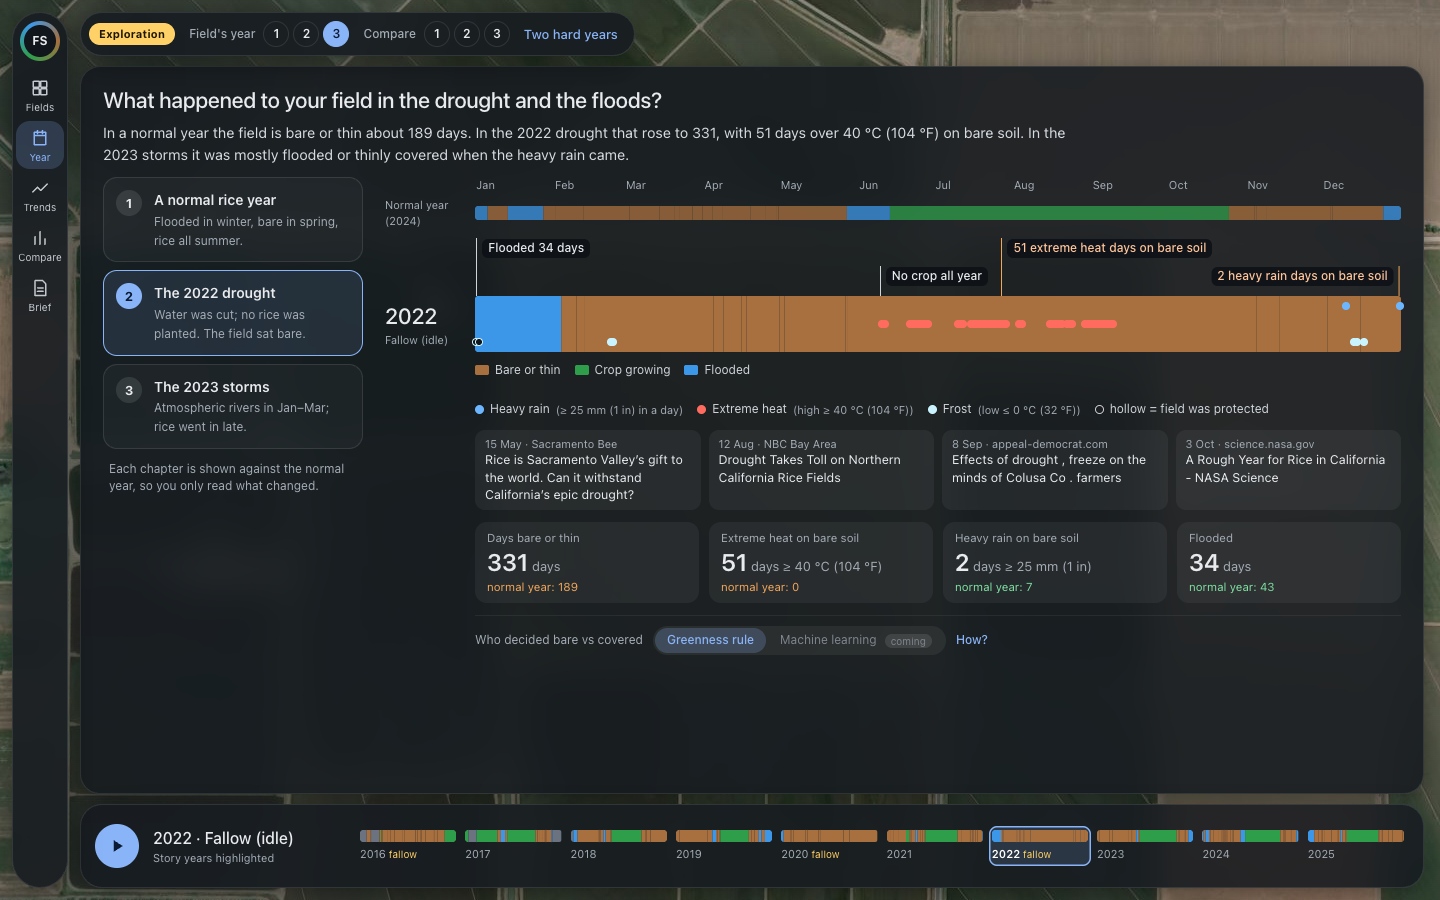 FS
Fields
Year
Trends
Compare
Brief
Exploration Field's year 1 2 3 Compare 1 2 3 Two hard years
What happened to your field in the drought and the floods?
In a normal year the field is bare or thin about 189 days. In the 2022 drought that rose to 331, with 51 days over 40 °C (104 °F) on bare soil. In the
2023 storms it was mostly flooded or thinly covered when the heavy rain came.
1 A normal rice year
Flooded in winter, bare in spring,
rice all summer.
2 The 2022 drought
Water was cut; no rice was
planted. The field sat bare.
3 The 2023 storms
Atmospheric rivers in Jan–Mar;
rice went in late.
Each chapter is shown against the normal
year, so you only read what changed.
Jan Feb Mar Apr May Jun Jul Aug Sep Oct Nov Dec
Normal year
(2024)
Flooded 34 days
51 extreme heat days on bare soil
No crop all year
2 heavy rain days on bare soil
2022
Fallow (idle)
Bare or thin Crop growing Flooded
Heavy rain (≥ 25 mm (1 in) in a day) Extreme heat (high ≥ 40 °C (104 °F)) Frost (low ≤ 0 °C (32 °F)) hollow = field was protected
15 May · Sacramento Bee
Rice is Sacramento Valley's gift to
the world. Can it withstand
California's epic drought?
12 Aug · NBC Bay Area
Drought Takes Toll on Northern
California Rice Fields
8 Sep · appeal-democrat.com
Effects of drought , freeze on the
minds of Colusa Co . farmers
3 Oct · science.nasa.gov
A Rough Year for Rice in California
- NASA Science
Days bare or thin
331 days
normal year: 189
Extreme heat on bare soil
51 days ≥ 40 °C (104 °F)
normal year: 0
Heavy rain on bare soil
2 days ≥ 25 mm (1 in)
normal year: 7
Flooded
34 days
normal year: 43
Who decided bare vs covered Greenness rule Machine learning coming How?
2022 · Fallow (idle)
Story years highlighted
2016 fallow 2017 2018 2019 2020 fallow 2021 2022 fallow 2023 2024 2025